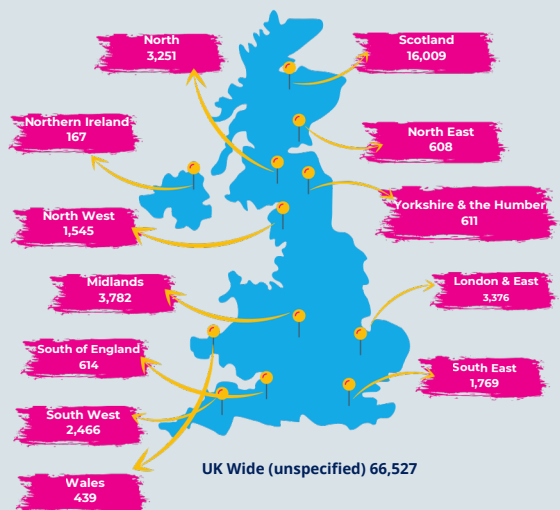 North
3,251
Scotland
16,009
Northern Ireland
167
North East
608
Yorkshire & the Humber
611
North West
1,545
Midlands
3,782
London & East
3,376
South of England
614
South East
1,769
South West
2,466
Wales
439
UK Wide (unspecified) 66,527